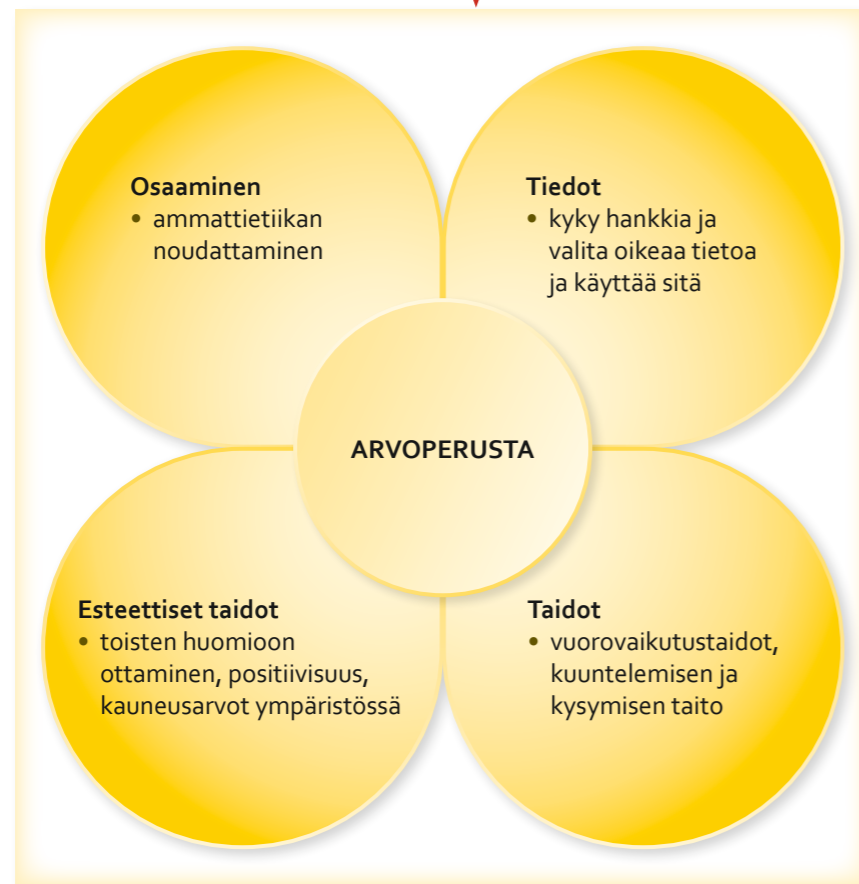 Osaaminen
• ammattietiikan
noudattaminen
Tiedot
• kyky hankkia ja
valita oikeaa tietoa
ja käyttää sitä
ARVOPERUSTA
Esteettiset taidot
• toisten huomioon
ottaminen, positiivisuus,
kauneusarvot ympäristössä
Taidot
• vuorovaikutustaidot,
kuuntelemisen ja
kysymisen taito